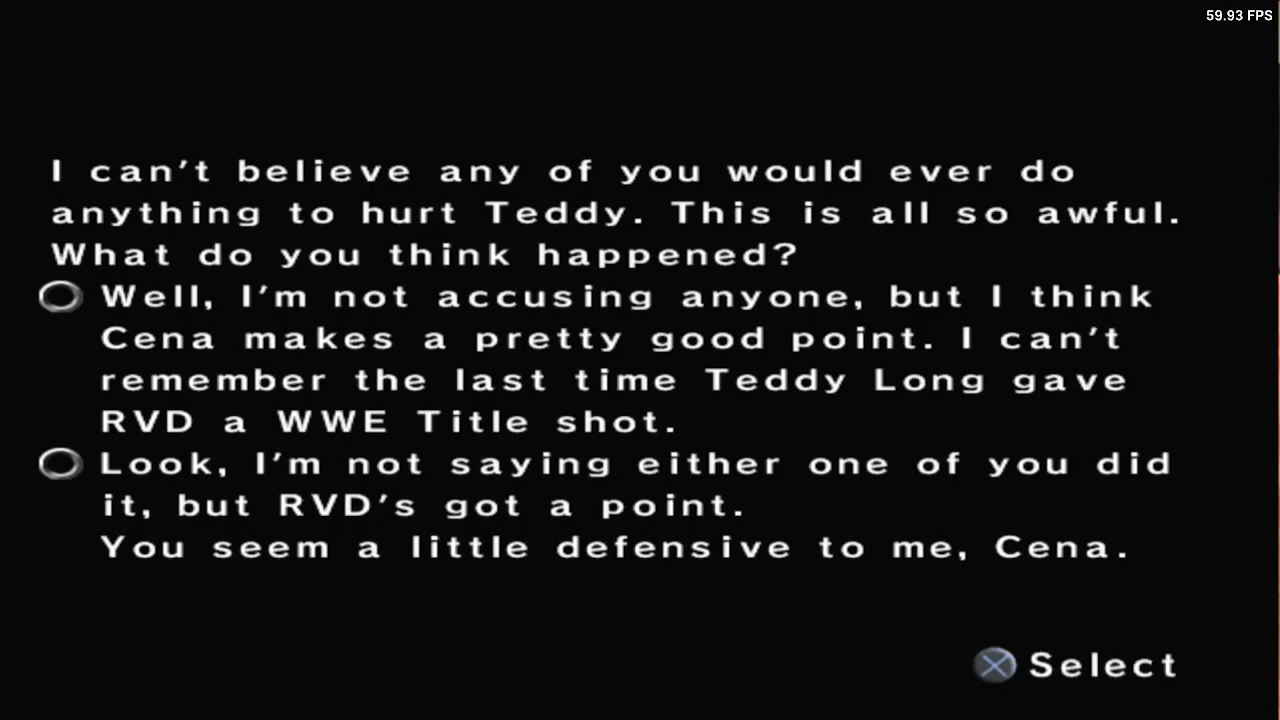 59.93 FPS
I can't believe any of you would ever do
anything to hurt Teddy. This is all so awful.
What do you think happened?
Well, I'm not accusing anyone, but I think
Cena makes a pretty good point. I can't
remember the last time Teddy Long gave
RVD a WWE Title shot.
Look, I'm not saying either one of you did
it, but RVD's got a point.
You seem a little defensive to me, Cena.
Select